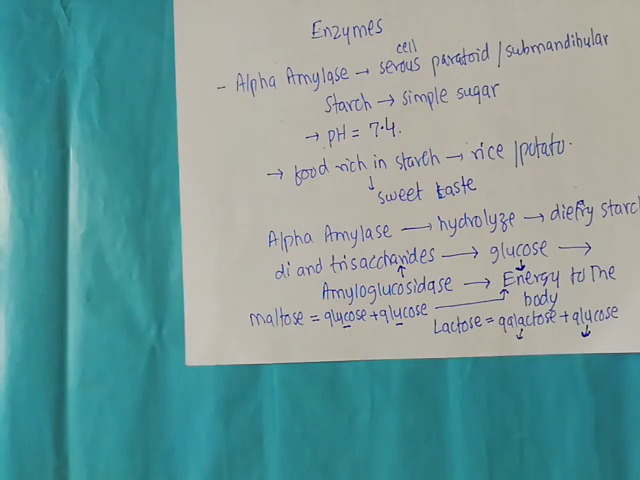 Enzymes
cell
- Alpha Amylase → serous paratoid / submandibular
Starch → simple sugar
→ pH = 7.4.
→ food rich in starch → rice / potato.
↓ sweet taste
Alpha Amylase → hydrolyze → dietry starch
di and trisaccharides → glucose →
Amyloglucosidase → Energy to the
body
maltose = glucose + glucose
Lactose = galactose + glucose